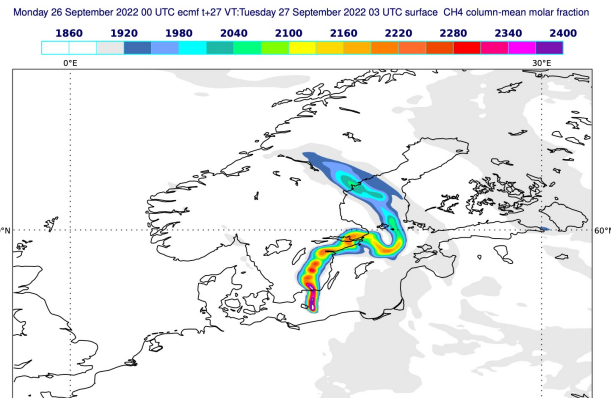 Monday 26 September 2022 00 UTC ecmf t+27 VT:Tuesday 27 September 2022 03 UTC surface CH4 column-mean molar fraction
1860 1920 1980 2040 2100 2160 2220 2280 2340 2400
0°E 30°E
°N 60°N